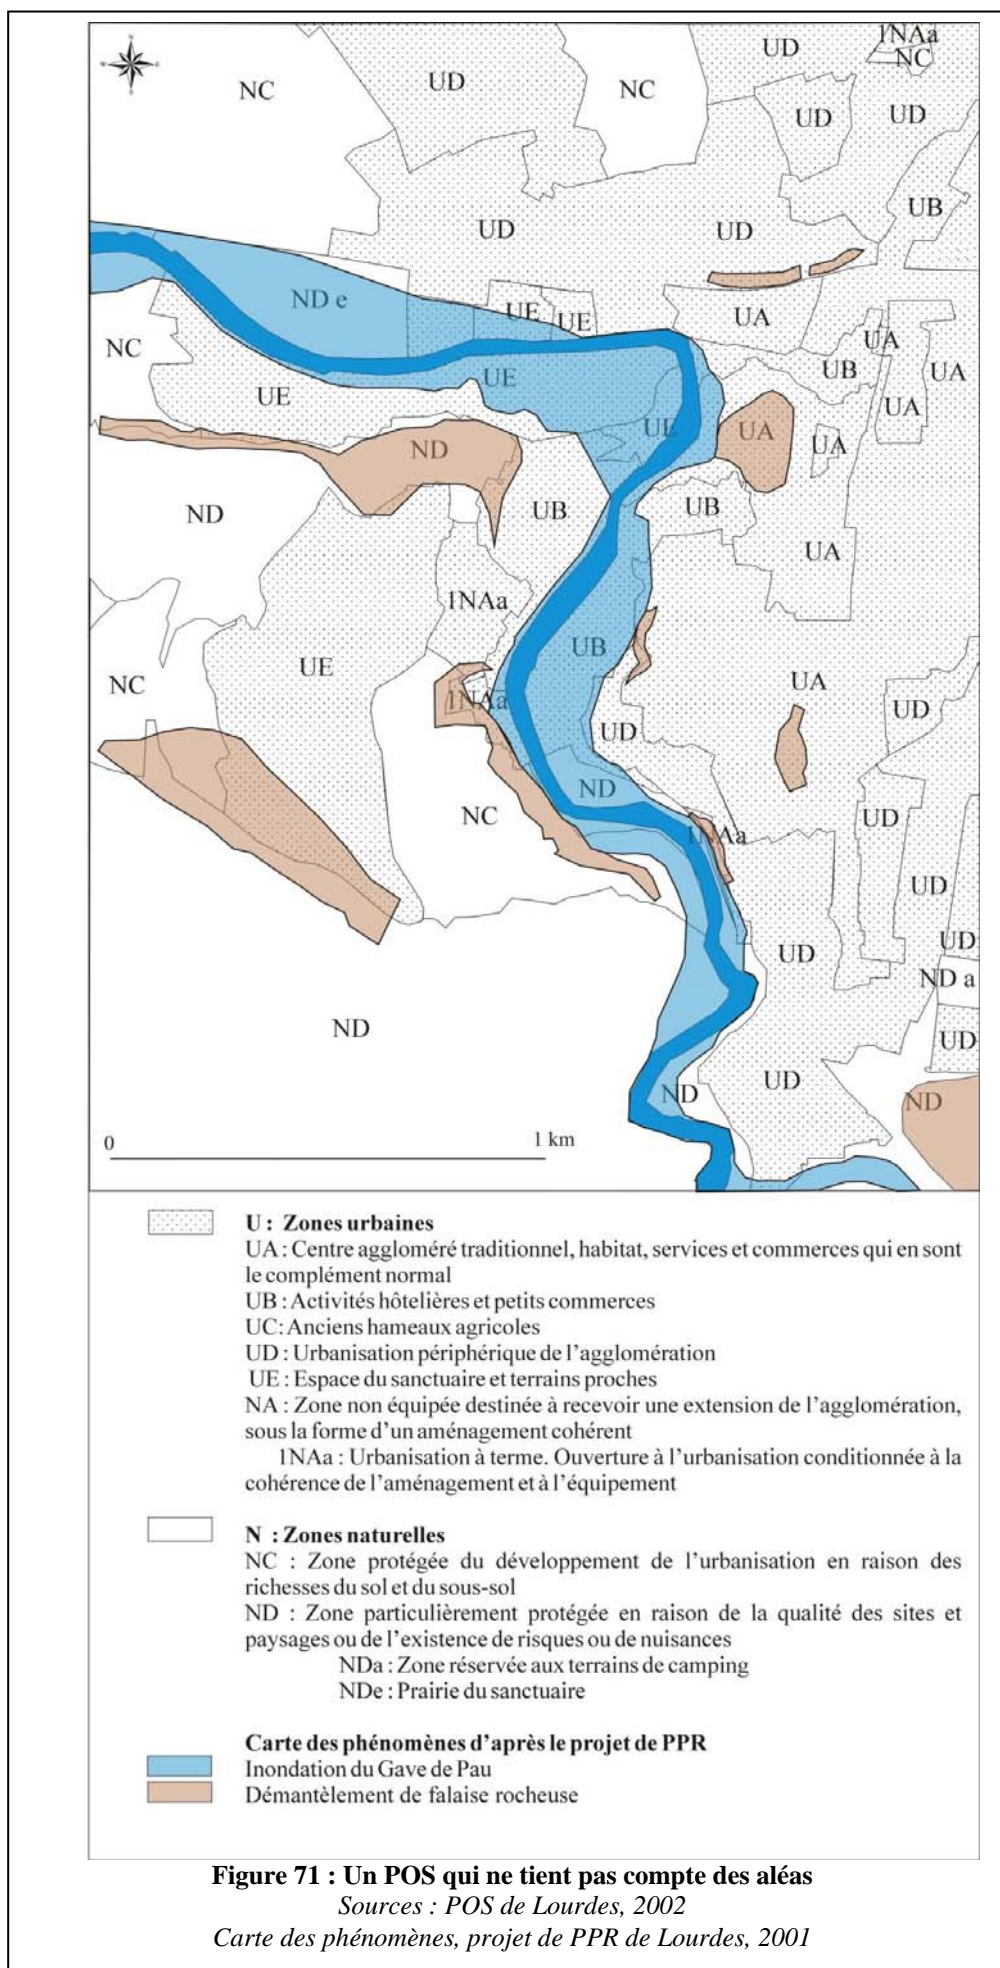 1NAa
UD
NC
UD
NC
NC
UD
UD
UB
UD
UD
ND e
UE
UE
UA
UA
NC
UE
UB
UA
UE
UA
UE
UA
UA
ND
ND
UB
UB
UA
1NAa
UB
UE
NC
UA
1NAa
UD
UD
ND
NC
1NAa
UD
UD
UD
UD
ND a
ND
UD
UD
ND
ND
0
1 km
U : Zones urbaines
UA : Centre aggloméré traditionnel, habitat, services et commerces qui en sont
le complément normal
UB : Activités hôtelières et petits commerces
UC: Anciens hameaux agricoles
UD : Urbanisation périphérique de l’agglomération
UE : Espace du sanctuaire et terrains proches
NA : Zone non équipée destinée à recevoir une extension de l’agglomération,
sous la forme d’un aménagement cohérent
1NAa : Urbanisation à terme. Ouverture à l’urbanisation conditionnée à la
cohérence de l’aménagement et à l’équipement
N : Zones naturelles
NC : Zone protégée du développement de l’urbanisation en raison des
richesses du sol et du sous-sol
ND : Zone particulièrement protégée en raison de la qualité des sites et
paysages ou de l’existence de risques ou de nuisances
NDa : Zone réservée aux terrains de camping
NDe : Prairie du sanctuaire
Carte des phénomènes d’après le projet de PPR
Inondation du Gave de Pau
Démantèlement de falaise rocheuse
Figure 71 : Un POS qui ne tient pas compte des aléas
Sources : POS de Lourdes, 2002
Carte des phénomènes, projet de PPR de Lourdes, 2001